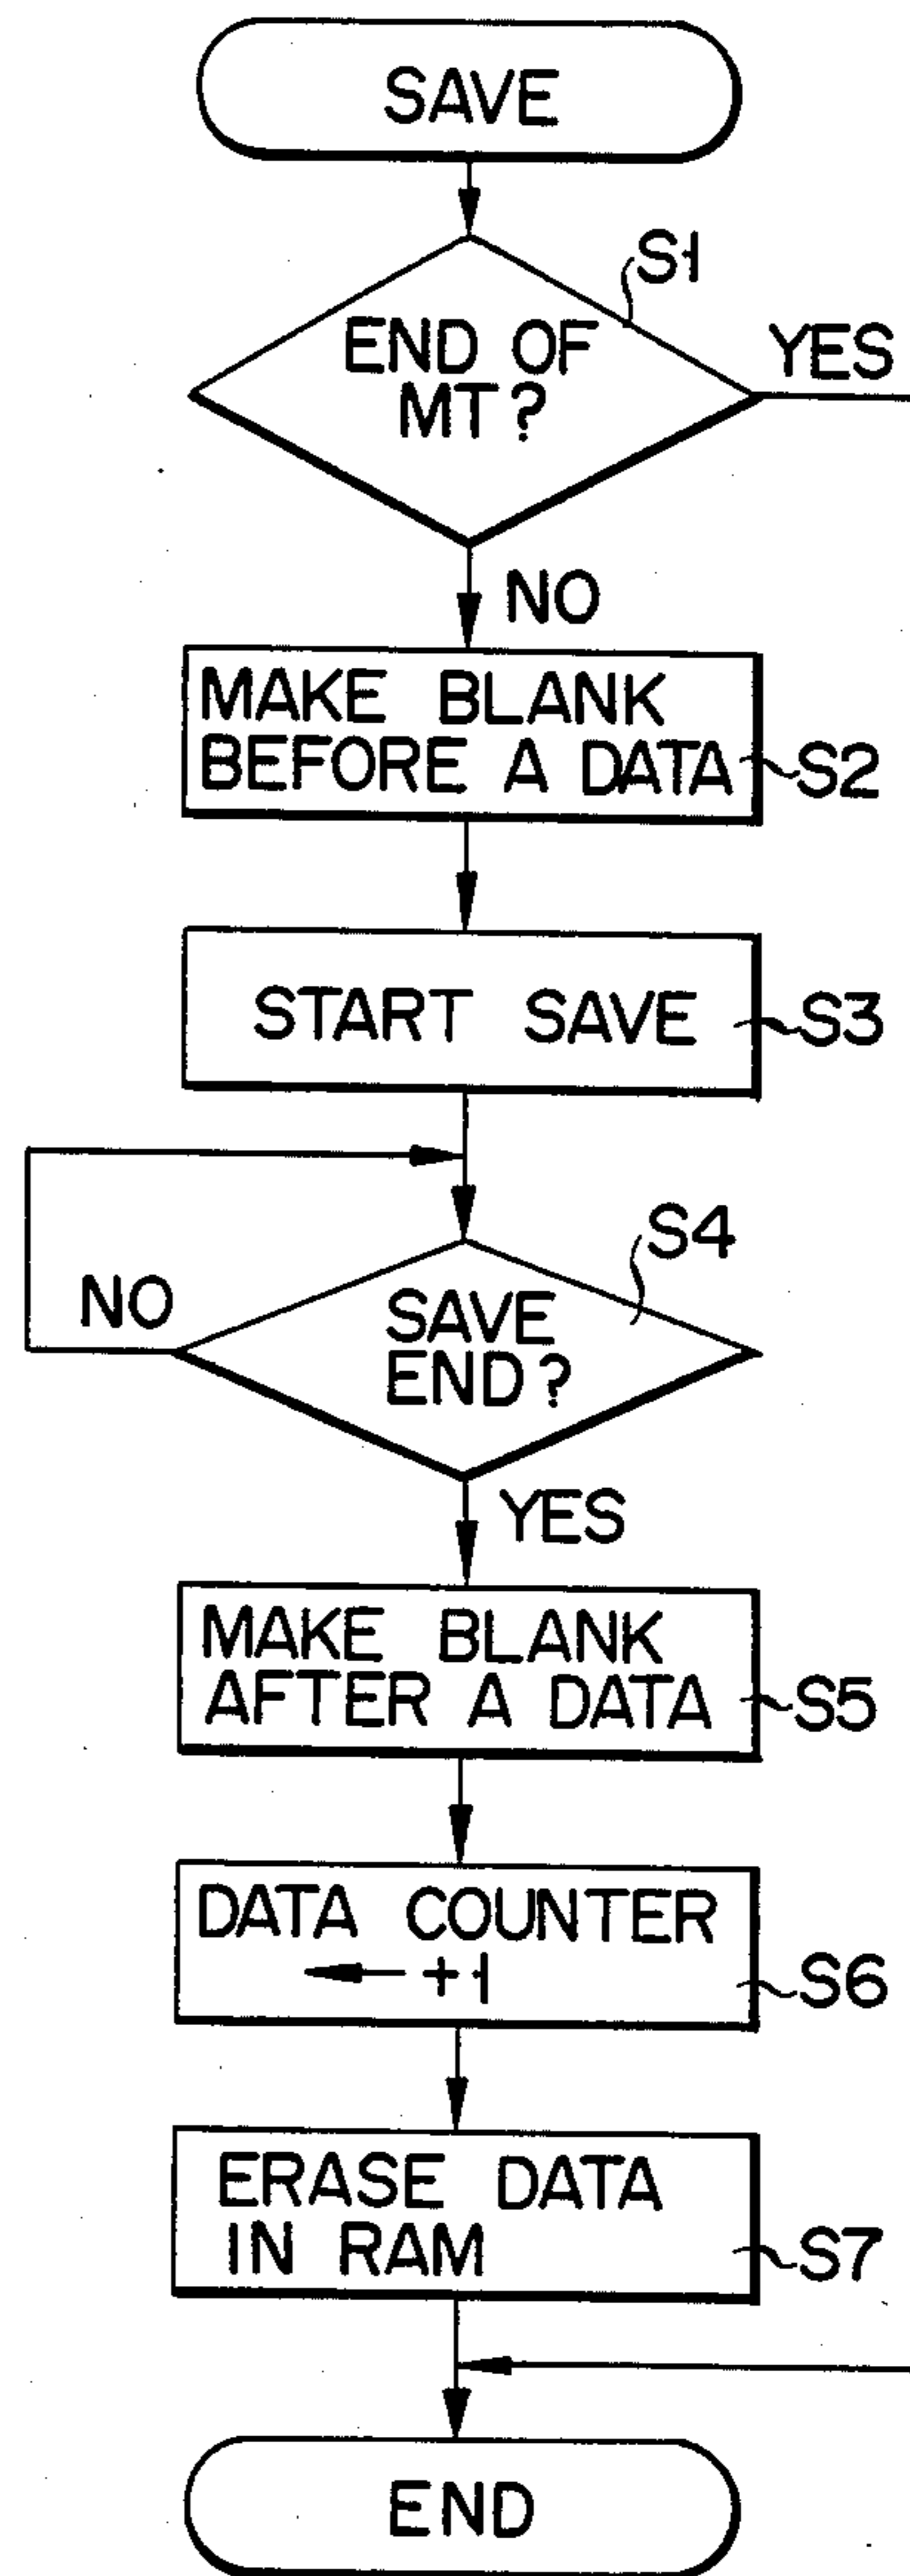 SAVE
S1
END OF
MT?
YES
NO
MAKE BLANK
BEFORE A DATA
S2
START SAVE
S3
S4
NO
SAVE
END?
YES
MAKE BLANK
AFTER A DATA
S5
DATA COUNTER
← +1
S6
ERASE DATA
IN RAM
S7
END